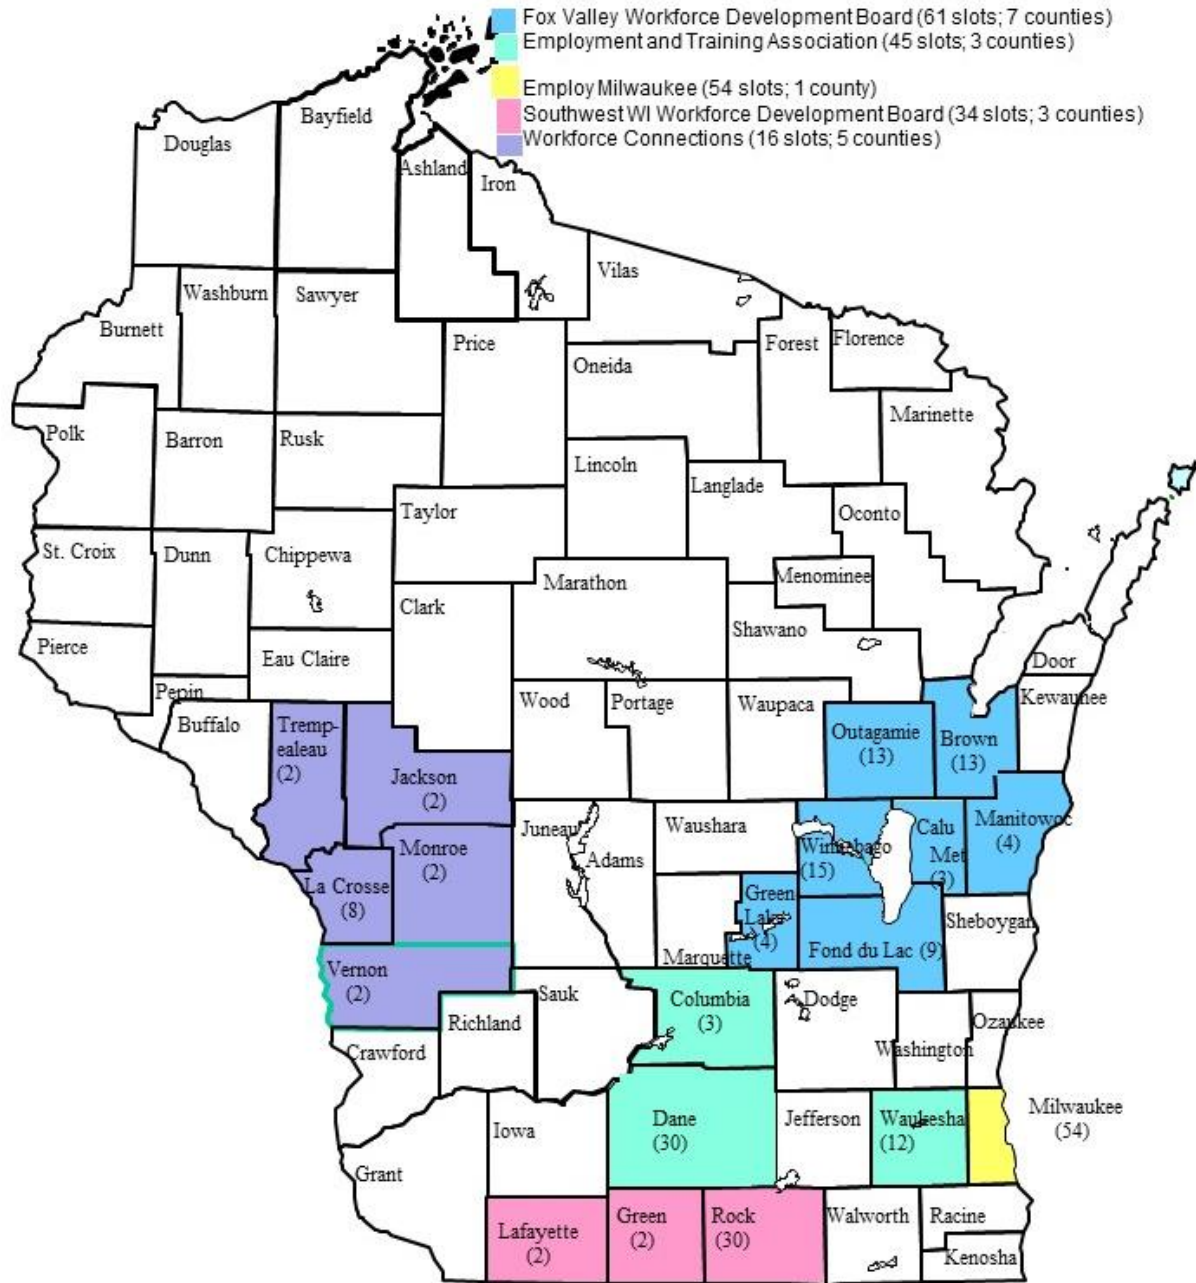 Fox Valley Workforce Development Board (61 slots; 7 counties)
Employment and Training Association (45 slots; 3 counties)
Employ Milwaukee (54 slots; 1 county)
Southwest WI Workforce Development Board (34 slots; 3 counties)
Workforce Connections (16 slots; 5 counties)
Douglas
Bayfield
Ashland
Iron
Vilas
Washburn
Sawyer
Burnett
Price
Oneida
Forest
Florence
Marinette
Polk
Barron
Rusk
Lincoln
Langlade
Taylor
Oconto
St. Croix
Dunn
Chippewa
Marathon
Menominee
Clark
Shawano
Pierce
Eau Claire
Door
Pepin
Kewaunee
Buffalo
Tremp-
ealeau
(2)
Wood
Portage
Waupaca
Outagamie
(13)
Brown
(13)
Jackson
(2)
Juneau
Adams
Waushara
Winnebago
(15)
Calu
Met
(3)
Manitowoc
(4)
Monroe
(2)
La Crosse
(8)
Green
Lake
(4)
Marquette
Fond du Lac (9)
Sheboygan
Vernon
(2)
Richland
Sauk
Columbia
(3)
Dodge
Ozaukee
Washington
Crawford
Iowa
Dane
(30)
Jefferson
Waukesha
(12)
Milwaukee
(54)
Grant
Lafayette
(2)
Green
(2)
Rock
(30)
Walworth
Racine
Kenosha